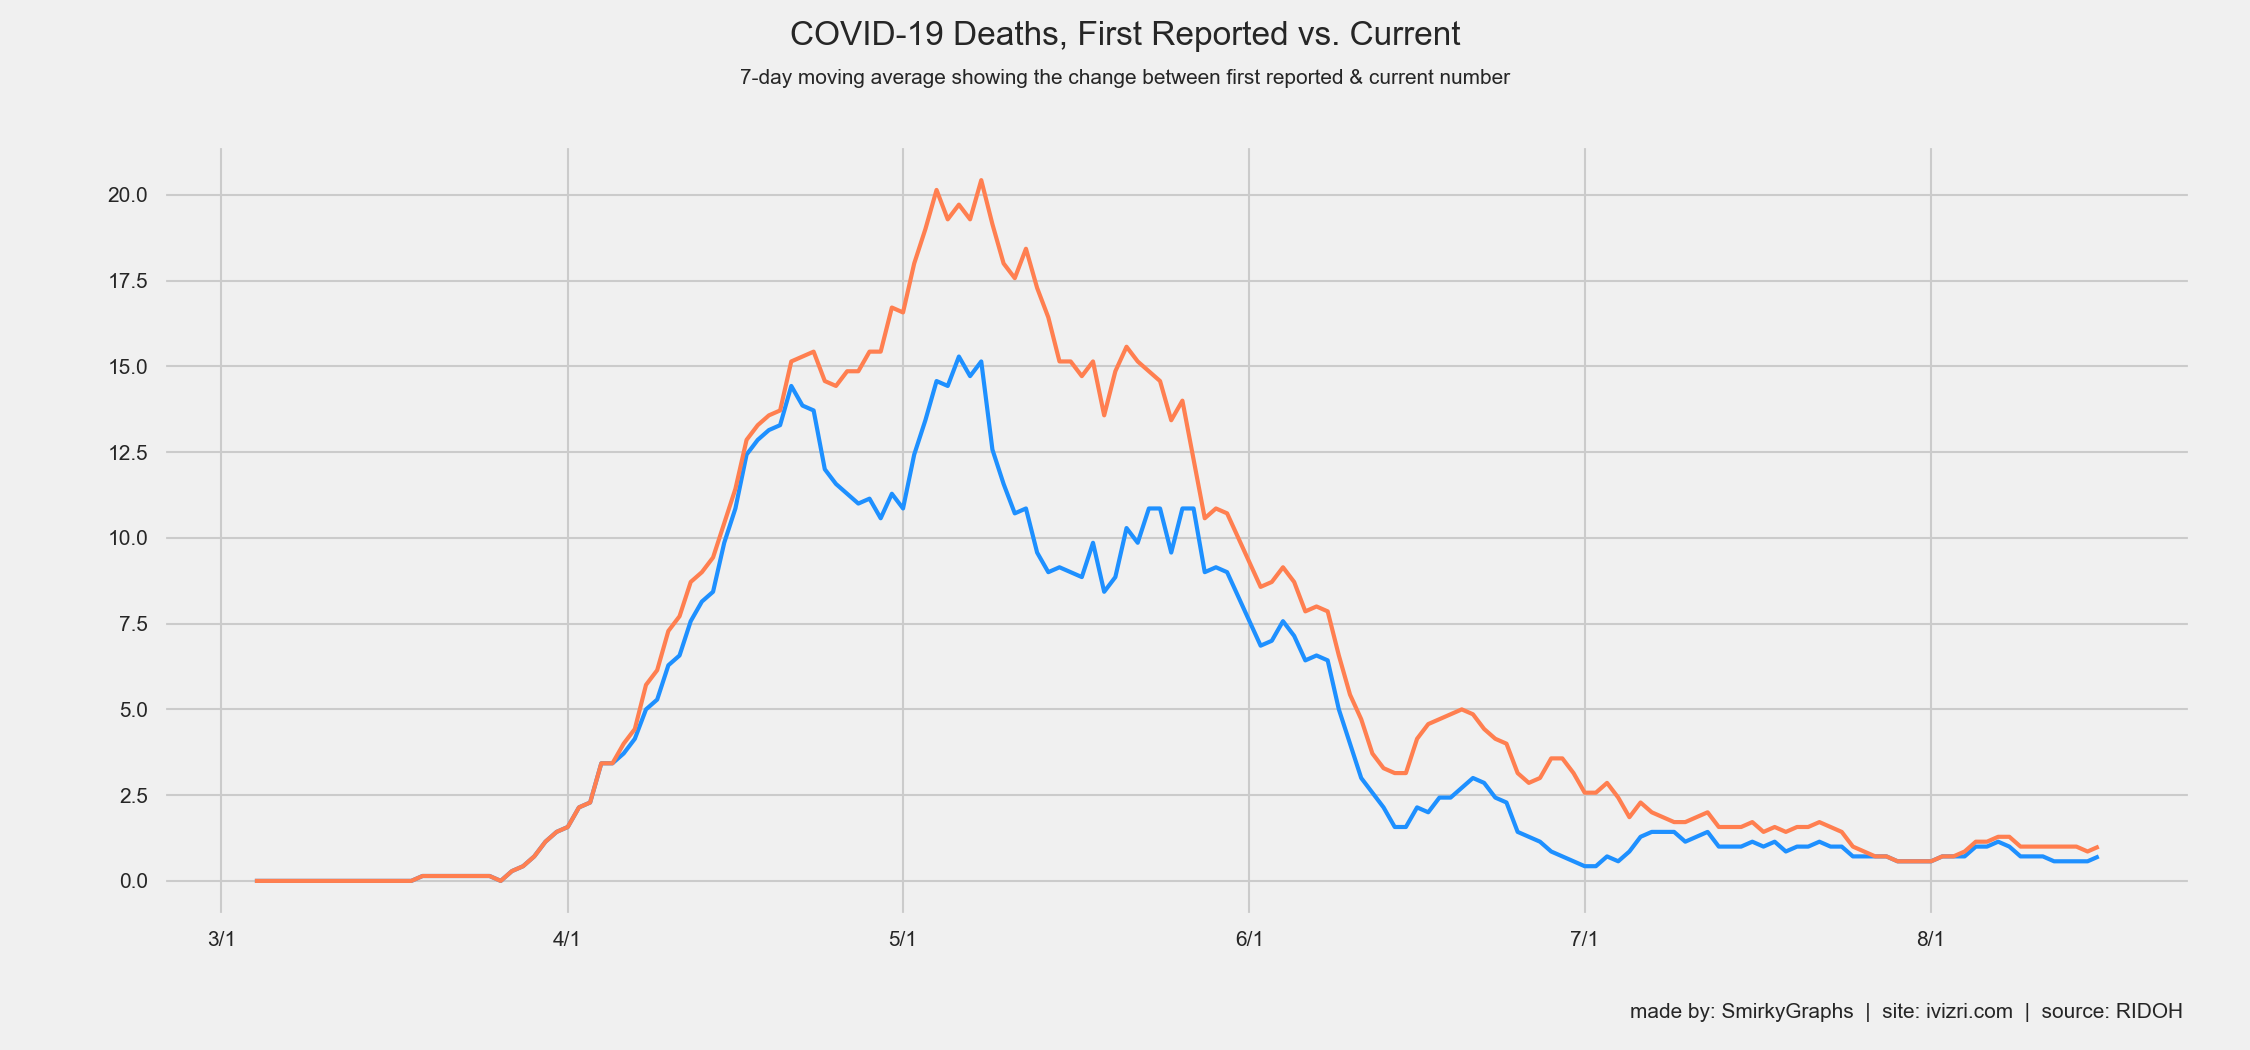 COVID-19 Deaths, First Reported vs. Current
7-day moving average showing the change between first reported & current number
20.0
17.5
15.0
12.5
10.0
7.5
5.0
2.5
0.0
3/1 4/1 5/1 6/1 7/1 8/1
made by: SmirkyGraphs | site: ivizri.com | source: RIDOH